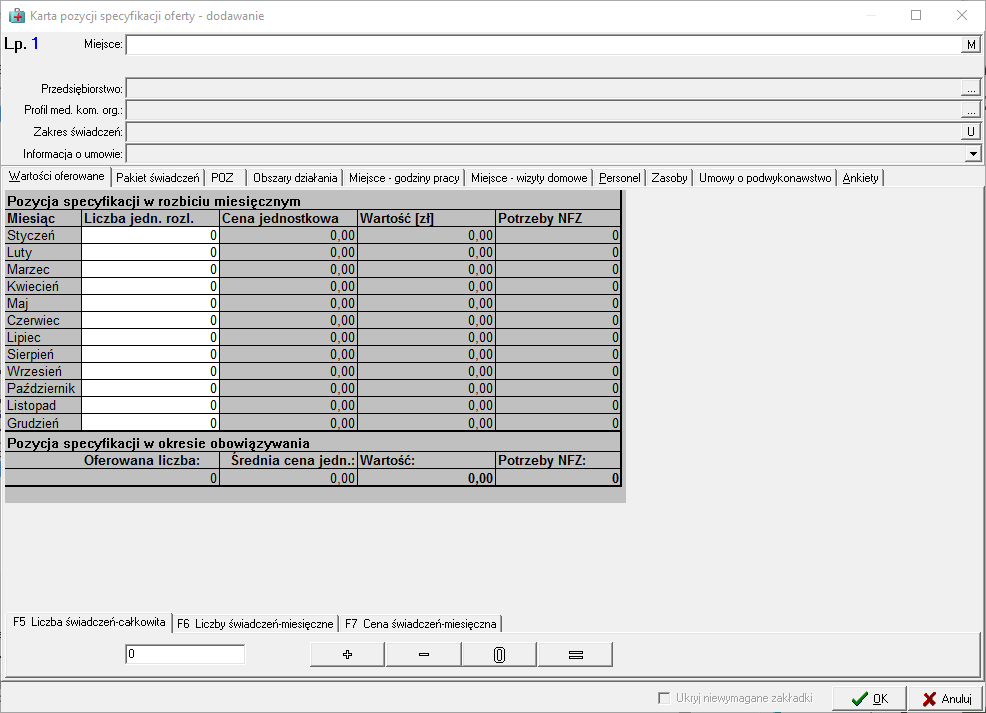 Karta pozycji specyfikacji oferty - dodawanie
Lp. 1 Miejsce: M
Przedsiębiorstwo: ...
Profil med. kom. org.: ...
Zakres świadczeń: U
Informacja o umowie:
Wartości oferowane Pakiet świadczeń POZ Obszary działania Miejsce - godziny pracy Miejsce - wizyty domowe Personel Zasoby Umowy o podwykonawstwo Ankiety
Pozycja specyfikacji w rozbiciu miesięcznym
Miesiąc Liczba jedn. rozl. Cena jednostkowa Wartość [zł] Potrzeby NFZ
Styczeń 0 0,00 0,00 0
Luty 0 0,00 0,00 0
Marzec 0 0,00 0,00 0
Kwiecień 0 0,00 0,00 0
Maj 0 0,00 0,00 0
Czerwiec 0 0,00 0,00 0
Lipiec 0 0,00 0,00 0
Sierpień 0 0,00 0,00 0
Wrzesień 0 0,00 0,00 0
Październik 0 0,00 0,00 0
Listopad 0 0,00 0,00 0
Grudzień 0 0,00 0,00 0
Pozycja specyfikacji w okresie obowiązywania
Oferowana liczba: Średnia cena jedn.: Wartość: Potrzeby NFZ:
0 0,00 0,00 0
F5 Liczba świadczeń-całkowita F6 Liczby świadczeń-miesięczne F7 Cena świadczeń-miesięczna
0 + - 0 =
Ukryj niewymagane zakładki OK Anuluj